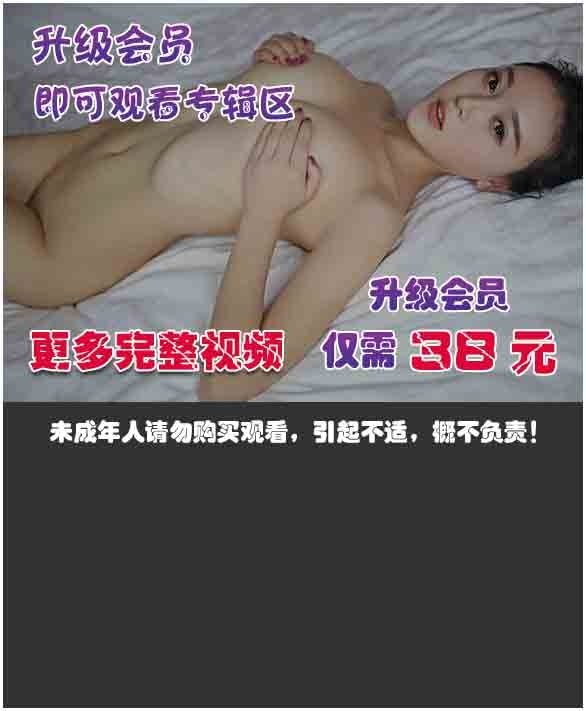 升级会员
即可观看专辑区
升级会员
更多完整视频 仅需 38 元
未成年人请勿购买观看，引起不适，概不负责！